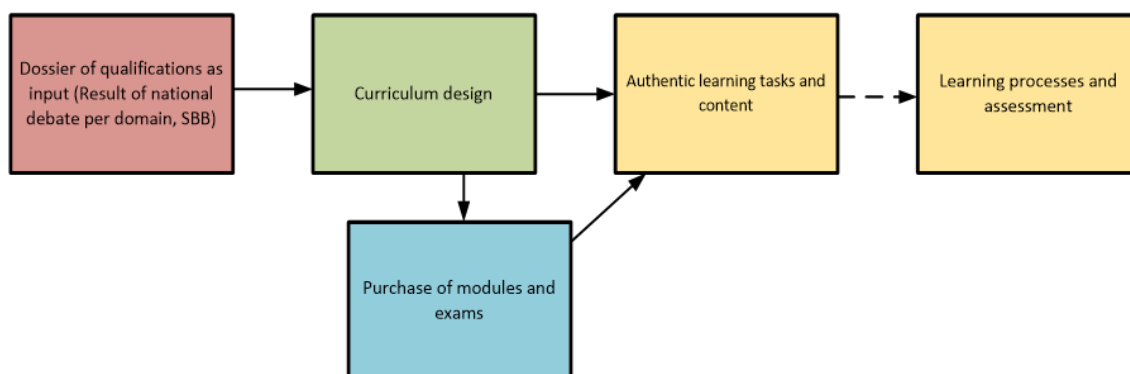 Dossier of qualifications as
input (Result of national
debate per domain, SBB)
Curriculum design
Authentic learning tasks and
content
Learning processes and
assessment
Purchase of modules and
exams